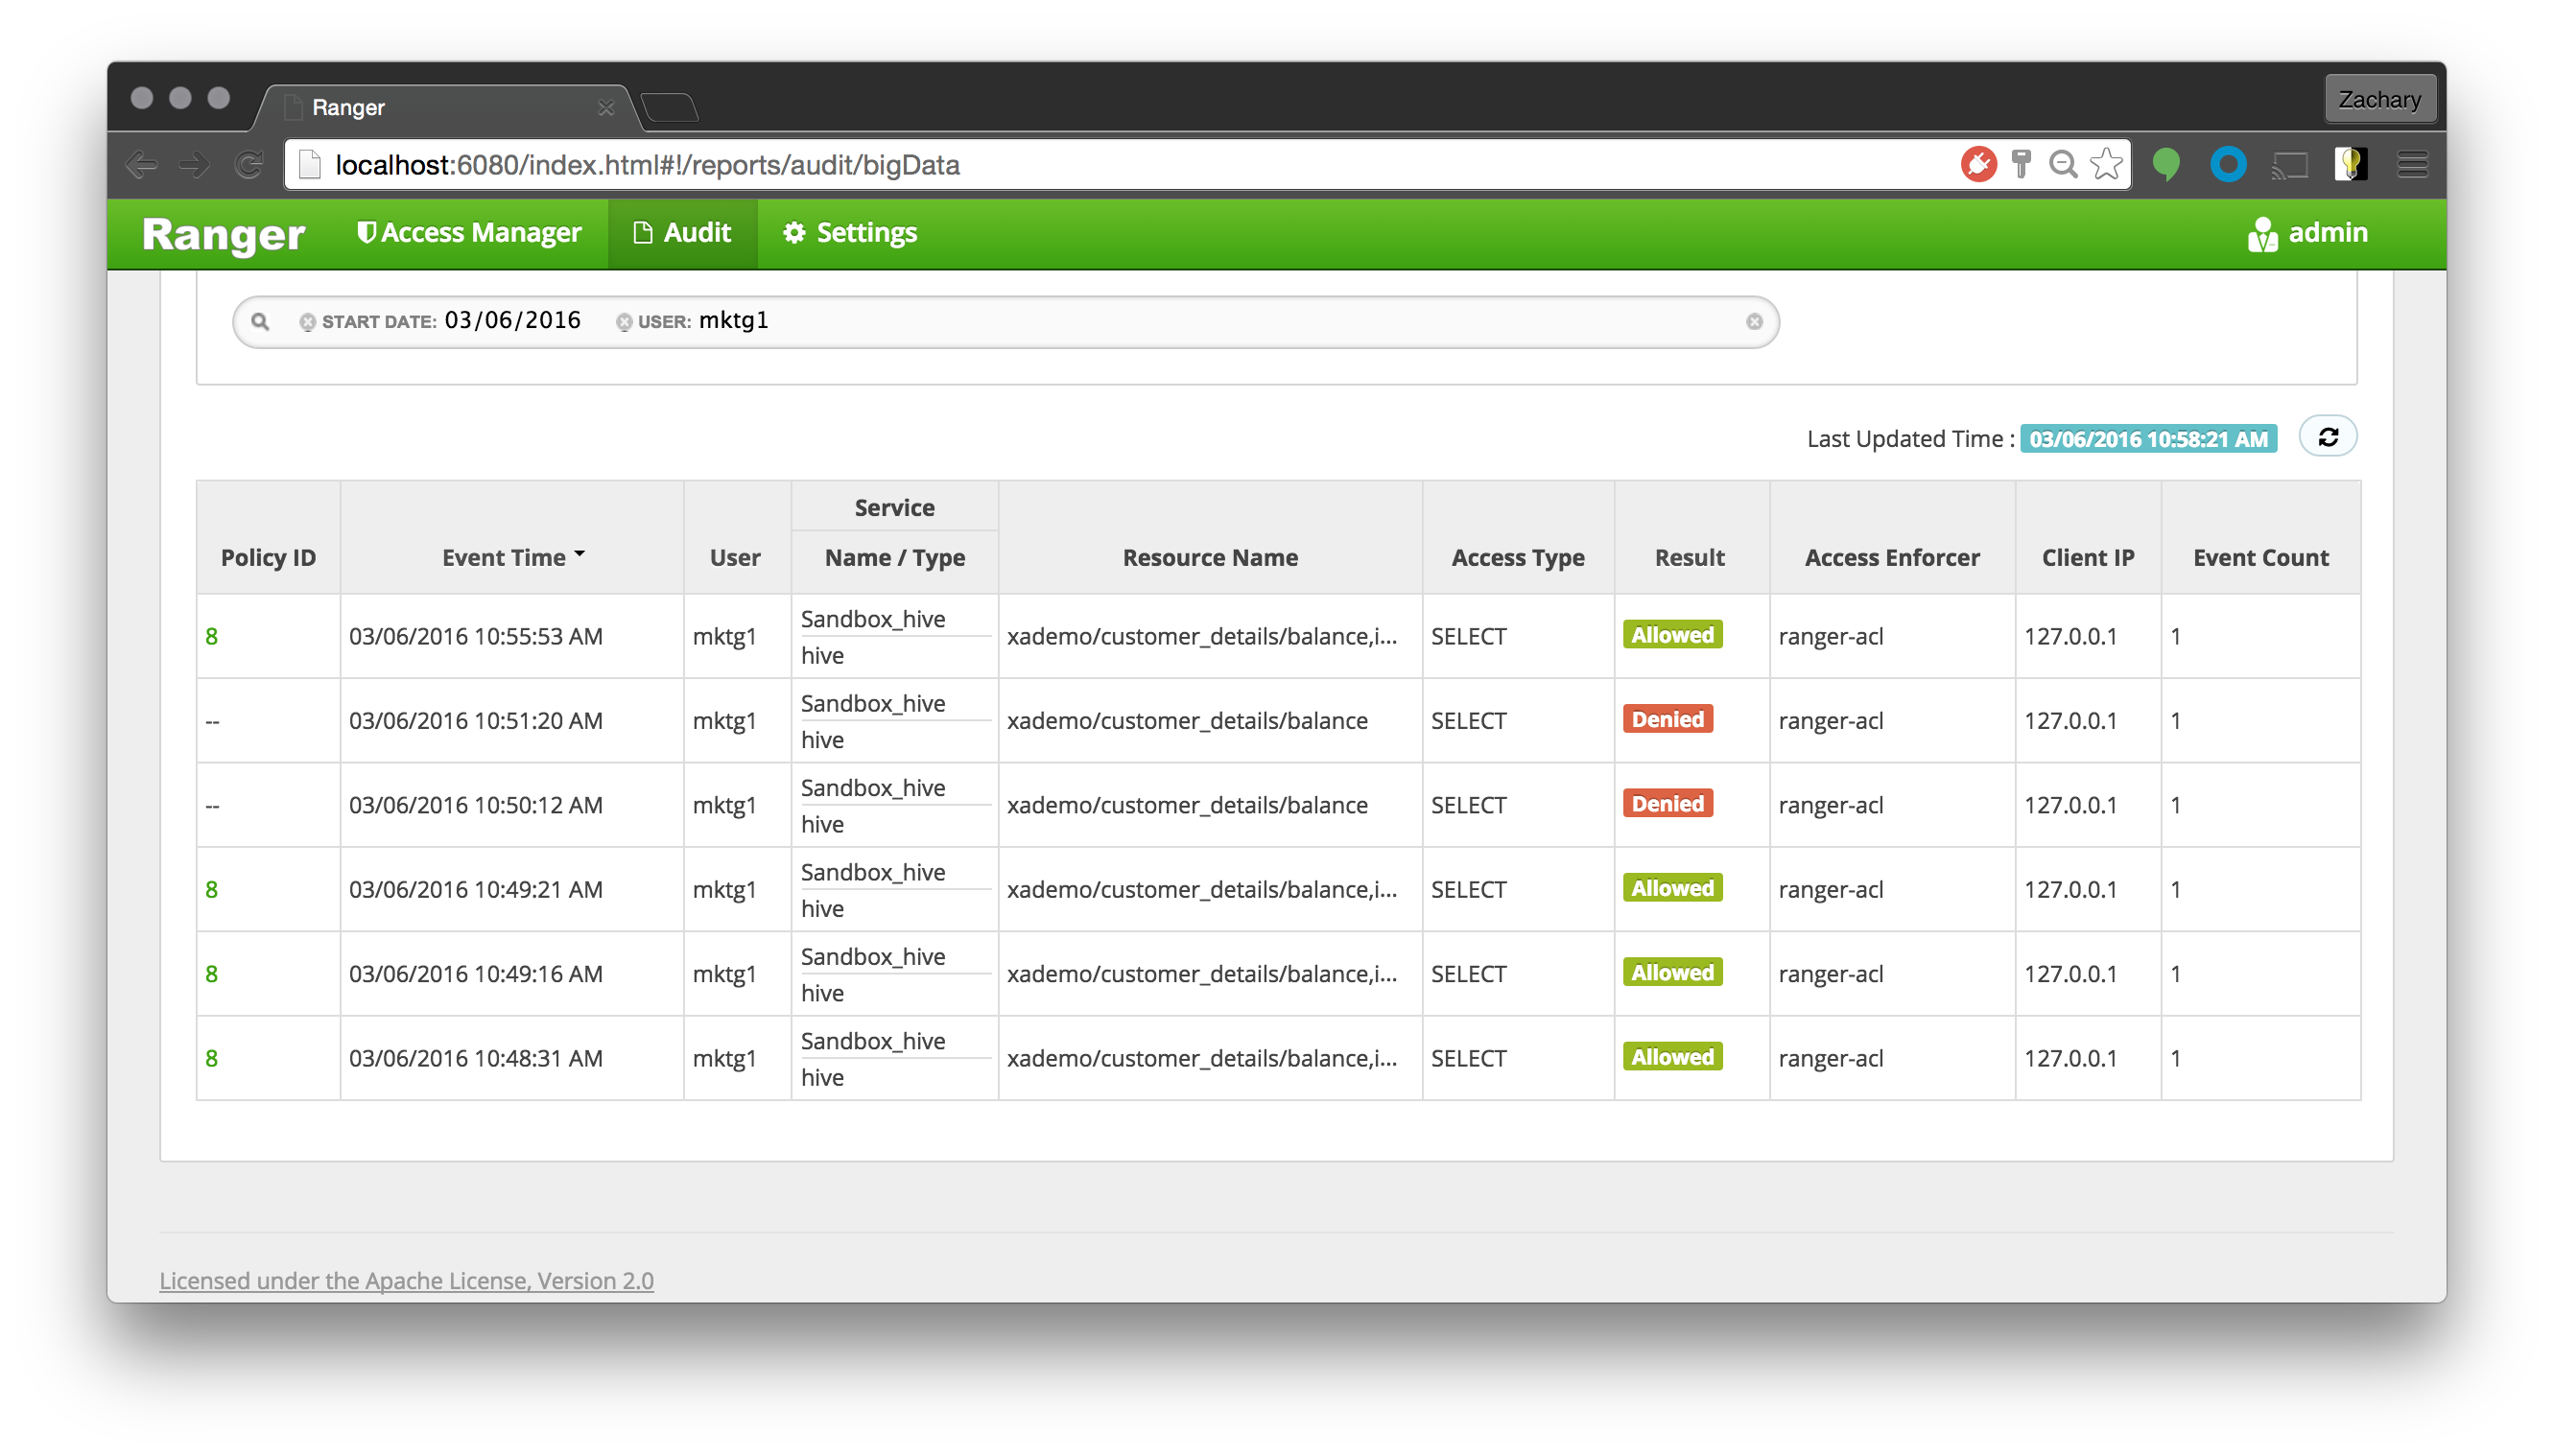 Zachary
Ranger
localhost:6080/index.html#!/reports/audit/bigData
Ranger Access Manager Audit Settings admin
START DATE: 03/06/2016 USER: mktg1
Last Updated Time : 03/06/2016 10:58:21 AM
Service
Policy ID Event Time User Name / Type Resource Name Access Type Result Access Enforcer Client IP Event Count
Sandbox_hive
8 03/06/2016 10:55:53 AM mktg1 xademo/customer_details/balance,i... SELECT Allowed ranger-acl 127.0.0.1 1
hive
Sandbox_hive
-- 03/06/2016 10:51:20 AM mktg1 xademo/customer_details/balance SELECT Denied ranger-acl 127.0.0.1 1
hive
Sandbox_hive
-- 03/06/2016 10:50:12 AM mktg1 xademo/customer_details/balance SELECT Denied ranger-acl 127.0.0.1 1
hive
Sandbox_hive
8 03/06/2016 10:49:21 AM mktg1 xademo/customer_details/balance,i... SELECT Allowed ranger-acl 127.0.0.1 1
hive
Sandbox_hive
8 03/06/2016 10:49:16 AM mktg1 xademo/customer_details/balance,i... SELECT Allowed ranger-acl 127.0.0.1 1
hive
Sandbox_hive
8 03/06/2016 10:48:31 AM mktg1 xademo/customer_details/balance,i... SELECT Allowed ranger-acl 127.0.0.1 1
hive
Licensed under the Apache License, Version 2.0